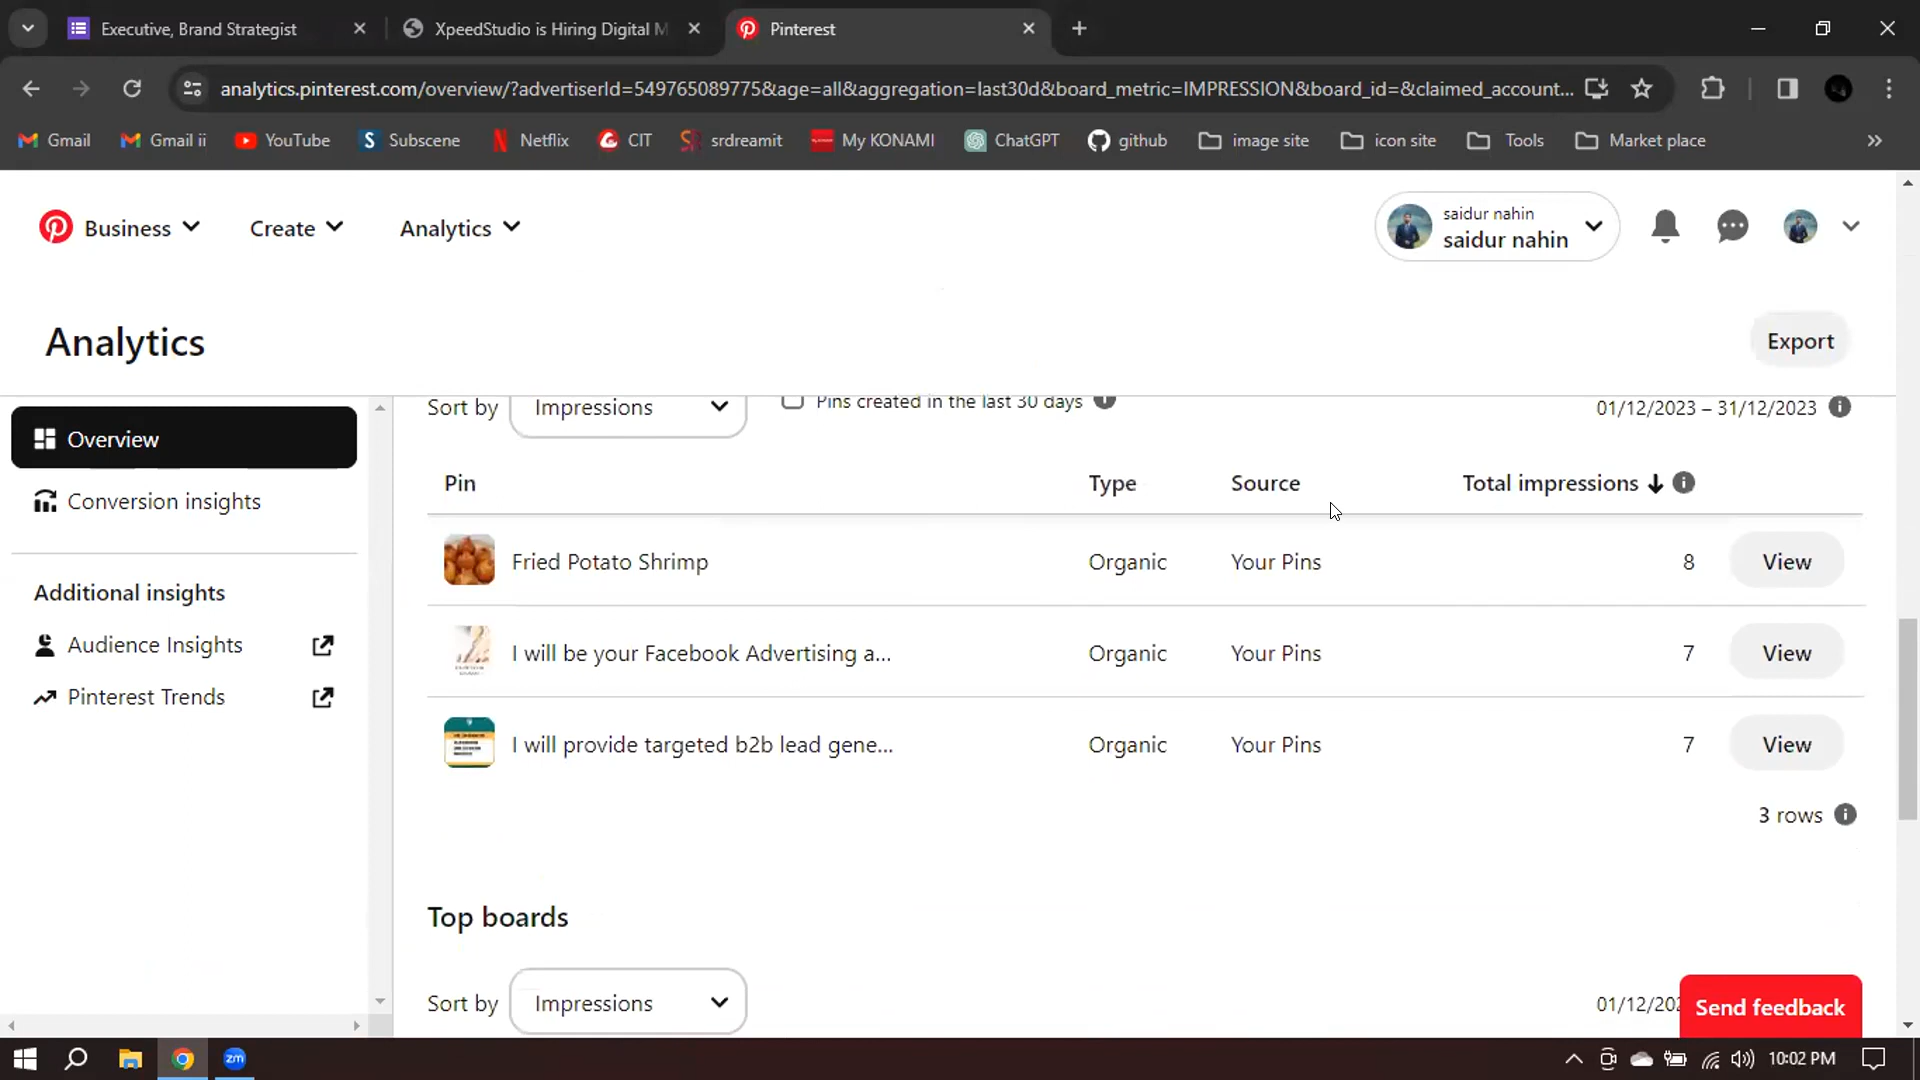 Executive, Brand Strategist
XpeedStudio is Hiring Digital M
Pinterest
analytics.pinterest.com/overview/?advertiserId=549765089775&age=all&aggregation=last30d&board_metric=IMPRESSION&board_id=&claimed_account...
Gmail
Gmail ii
YouTube
Subscene
Netflix
CIT
srdreamit
My KONAMI
ChatGPT
github
image site
icon site
Tools
Market place
Business
Create
Analytics
saidur nahin
saidur nahin
Analytics
Export
Overview
Conversion insights
Additional insights
Audience Insights
Pinterest Trends
Sort by Impressions
Pins created in the last 30 days
01/12/2023 – 31/12/2023
Pin Type Source Total impressions
Fried Potato Shrimp Organic Your Pins 8 View
I will be your Facebook Advertising a... Organic Your Pins 7 View
I will provide targeted b2b lead gene... Organic Your Pins 7 View
3 rows
Top boards
Sort by Impressions
01/12/202
Send feedback
zm
10:02 PM